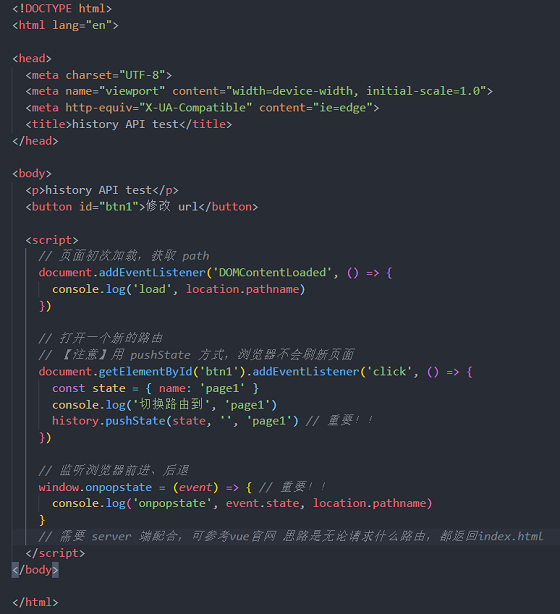 <!DOCTYPE html>
<html lang="en">
<head>
<meta charset="UTF-8">
<meta name="viewport" content="width=device-width, initial-scale=1.0">
<meta http-equiv="X-UA-Compatible" content="ie=edge">
<title>history API test</title>
</head>
<body>
<p>history API test</p>
<button id="btn1">修改 url</button>
<script>
// 页面初次加载，获取 path
document.addEventListener('DOMContentLoaded', () => {
console.log('load', location.pathname)
})
// 打开一个新的路由
// 【注意】用 pushState 方式，浏览器不会刷新页面
document.getElementById('btn1').addEventListener('click', () => {
const state = { name: 'page1' }
console.log('切换路由到', 'page1')
history.pushState(state, '', 'page1') // 重要！！
})
// 监听浏览器前进、后退
window.onpopstate = (event) => { // 重要！！
console.log('onpopstate', event.state, location.pathname)
}
// 需要 server 端配合，可参考vue官网 思路是无论请求什么路由，都返回index.html
</script>
</body>
</html>